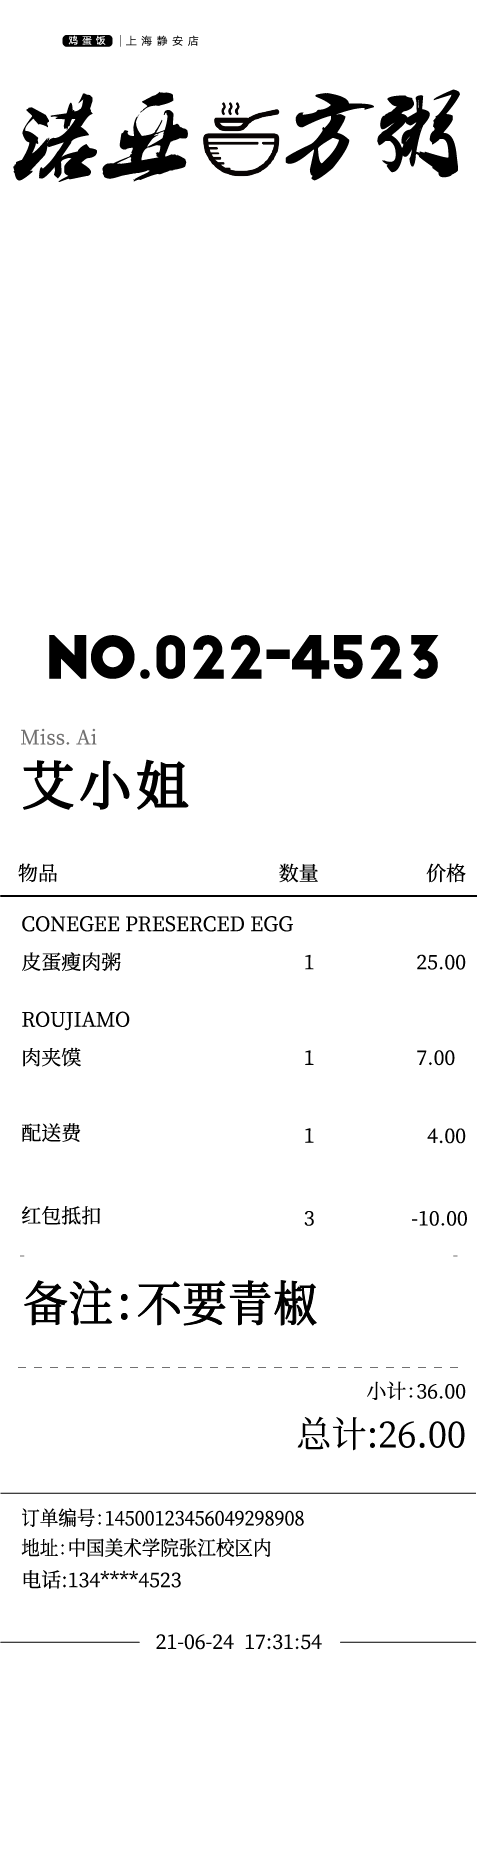 鸡蛋饭 上海静安店
诺亚方粥
NO.022-4523
Miss. Ai
艾小姐
物品 数量 价格
CONEGEE PRESERCED EGG
皮蛋瘦肉粥 1 25.00
ROUJIAMO
肉夹馍 1 7.00
配送费 1 4.00
红包抵扣 3 -10.00
备注:不要青椒
小计:36.00
总计:26.00
订单编号:14500123456049298908
地址:中国美术学院张江校区内
电话:134****4523
21-06-24 17:31:54